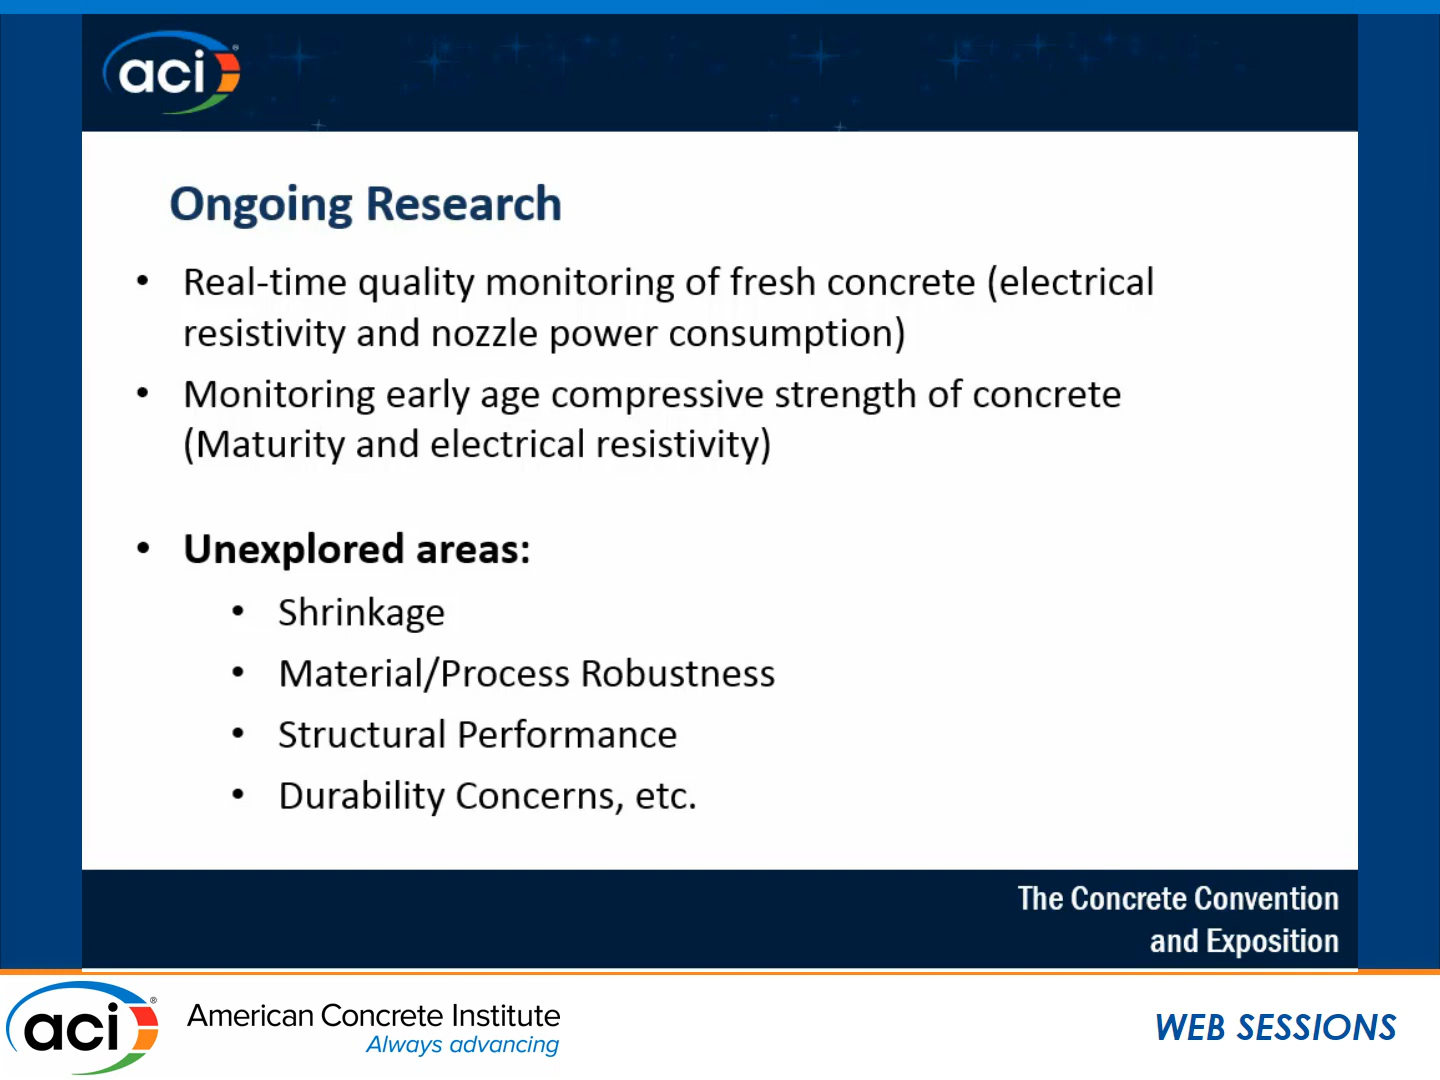 aci
Ongoing Research
• Real-time quality monitoring of fresh concrete (electrical
resistivity and nozzle power consumption)
• Monitoring early age compressive strength of concrete
(Maturity and electrical resistivity)
• Unexplored areas:
• Shrinkage
• Material/Process Robustness
• Structural Performance
• Durability Concerns, etc.
The Concrete Convention
and Exposition
aci®
American Concrete Institute
Always advancing
WEB SESSIONS